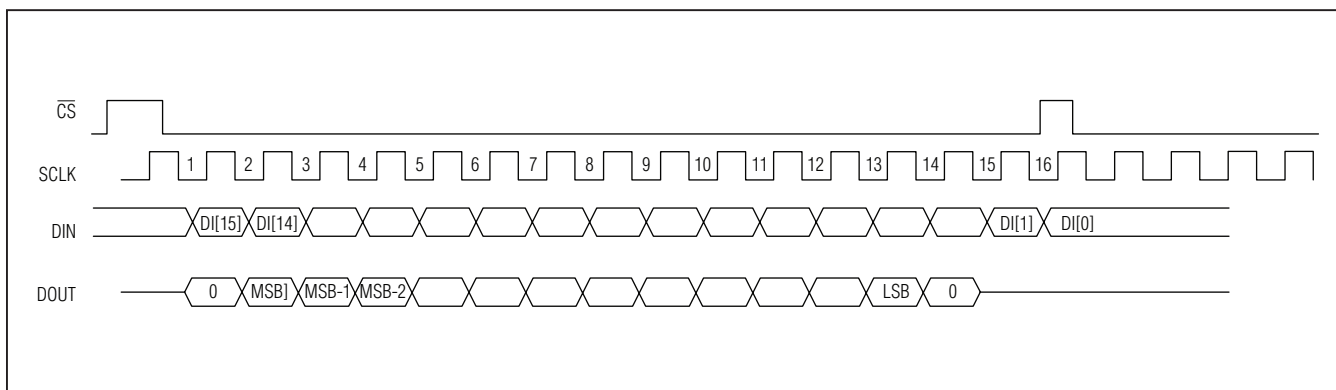 C̅S̅
SCLK 1 2 3 4 5 6 7 8 9 10 11 12 13 14 15 16
DIN DI[15] DI[14] DI[1] DI[0]
DOUT 0 MSB] MSB-1 MSB-2 LSB 0